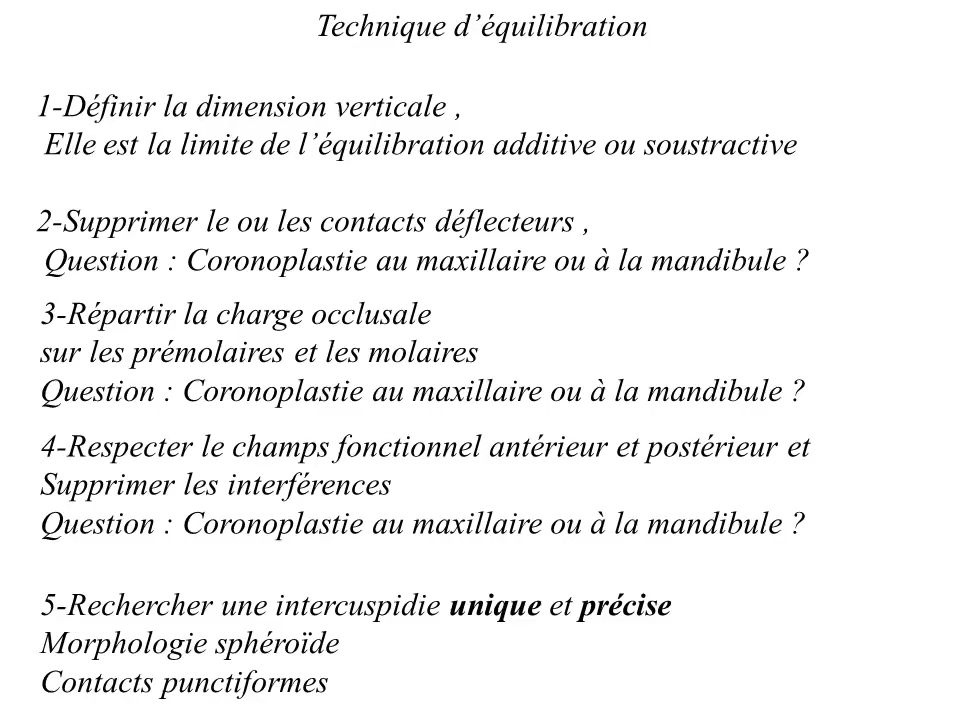 Technique d’équilibration
1-Définir la dimension verticale ,
Elle est la limite de l’équilibration additive ou soustractive
2-Supprimer le ou les contacts déflecteurs ,
Question : Coronoplastie au maxillaire ou à la mandibule ?
3-Répartir la charge occlusale
sur les prémolaires et les molaires
Question : Coronoplastie au maxillaire ou à la mandibule ?
4-Respecter le champs fonctionnel antérieur et postérieur et
Supprimer les interférences
Question : Coronoplastie au maxillaire ou à la mandibule ?
5-Rechercher une intercuspidie unique et précise
Morphologie sphéroïde
Contacts punctiformes